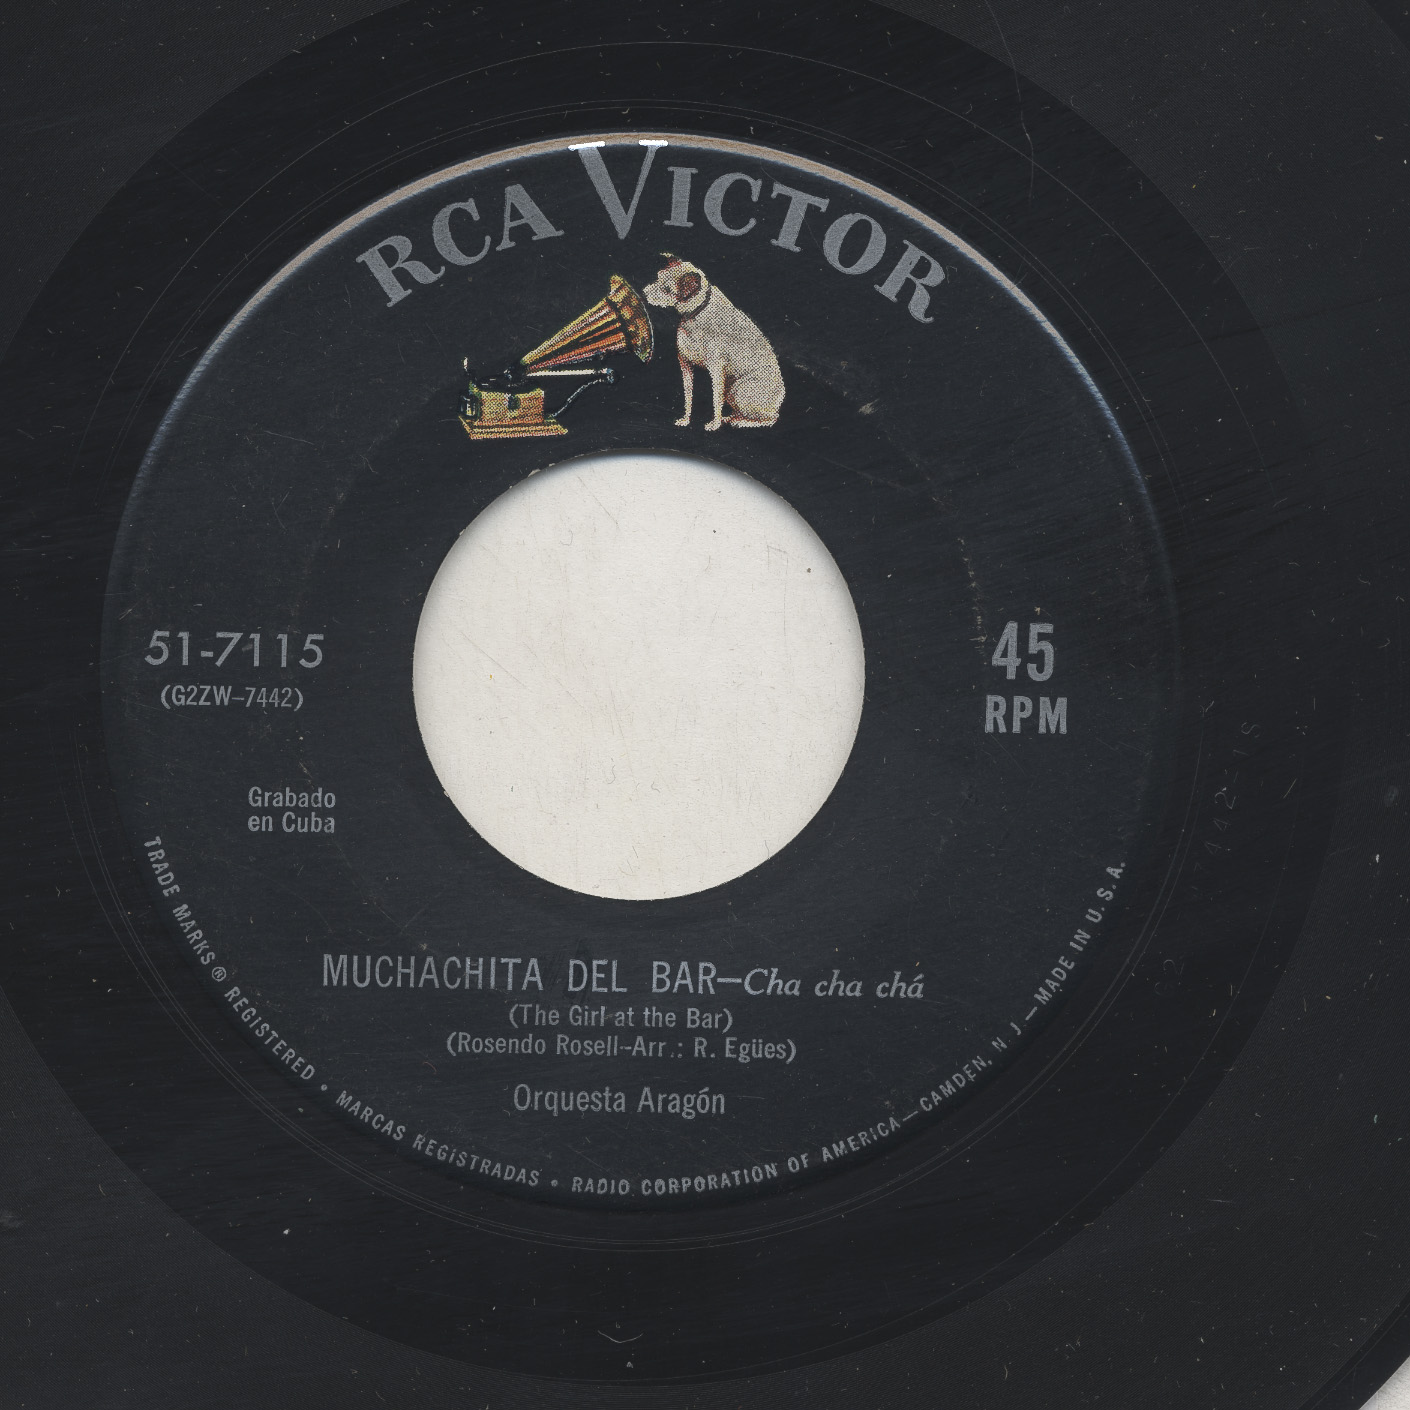 RCA VICTOR
51-7115
(G2ZW-7442)
45
RPM
Grabado
en Cuba
MUCHACHITA DEL BAR—Cha cha chá
(The Girl at the Bar)
(Rosendo Rosell-Arr.: R. Egües)
Orquesta Aragón
TRADE MARKS ® REGISTERED • MARCAS REGISTRADAS • RADIO CORPORATION OF AMERICA—CAMDEN, N J.—MADE IN U.S.A.